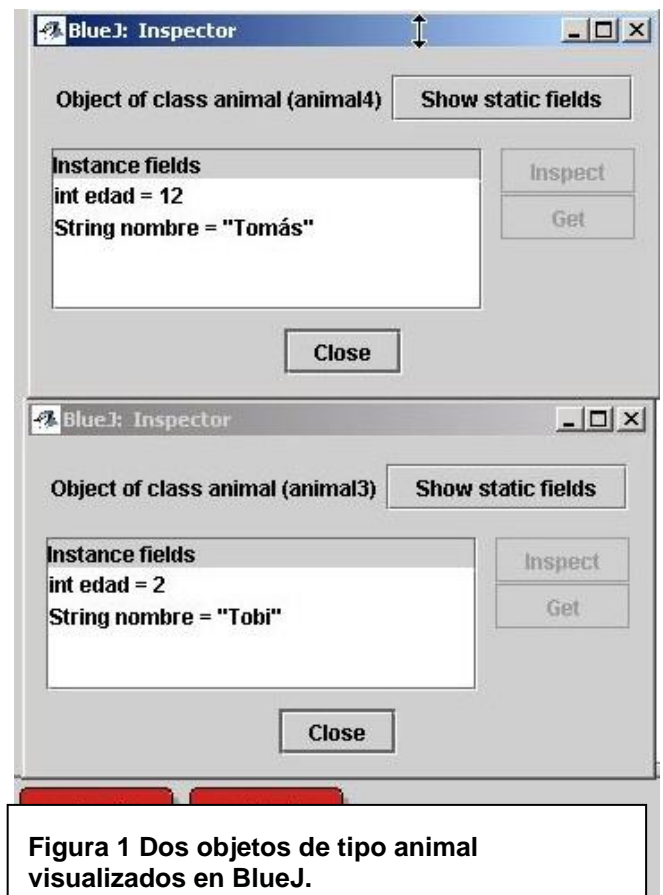 BlueJ: Inspector
Object of class animal (animal4) Show static fields
Instance fields
int edad = 12
String nombre = "Tomás"
Inspect
Get
Close
BlueJ: Inspector
Object of class animal (animal3) Show static fields
Instance fields
int edad = 2
String nombre = "Tobi"
Inspect
Get
Close
Figura 1 Dos objetos de tipo animal
visualizados en BlueJ.